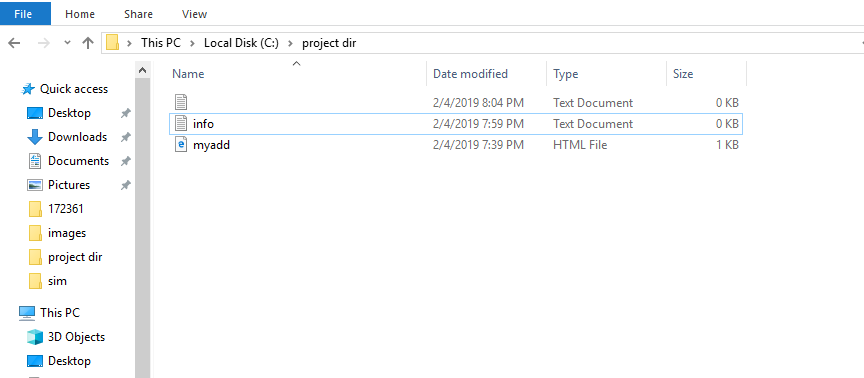 File Home Share View
This PC Local Disk (C:) project dir
Name Date modified Type Size
Quick access
Desktop
Downloads
Documents
Pictures
172361
images
project dir
sim
This PC
3D Objects
Desktop
2/4/2019 8:04 PM Text Document 0 KB
info 2/4/2019 7:59 PM Text Document 0 KB
myadd 2/4/2019 7:39 PM HTML File 1 KB